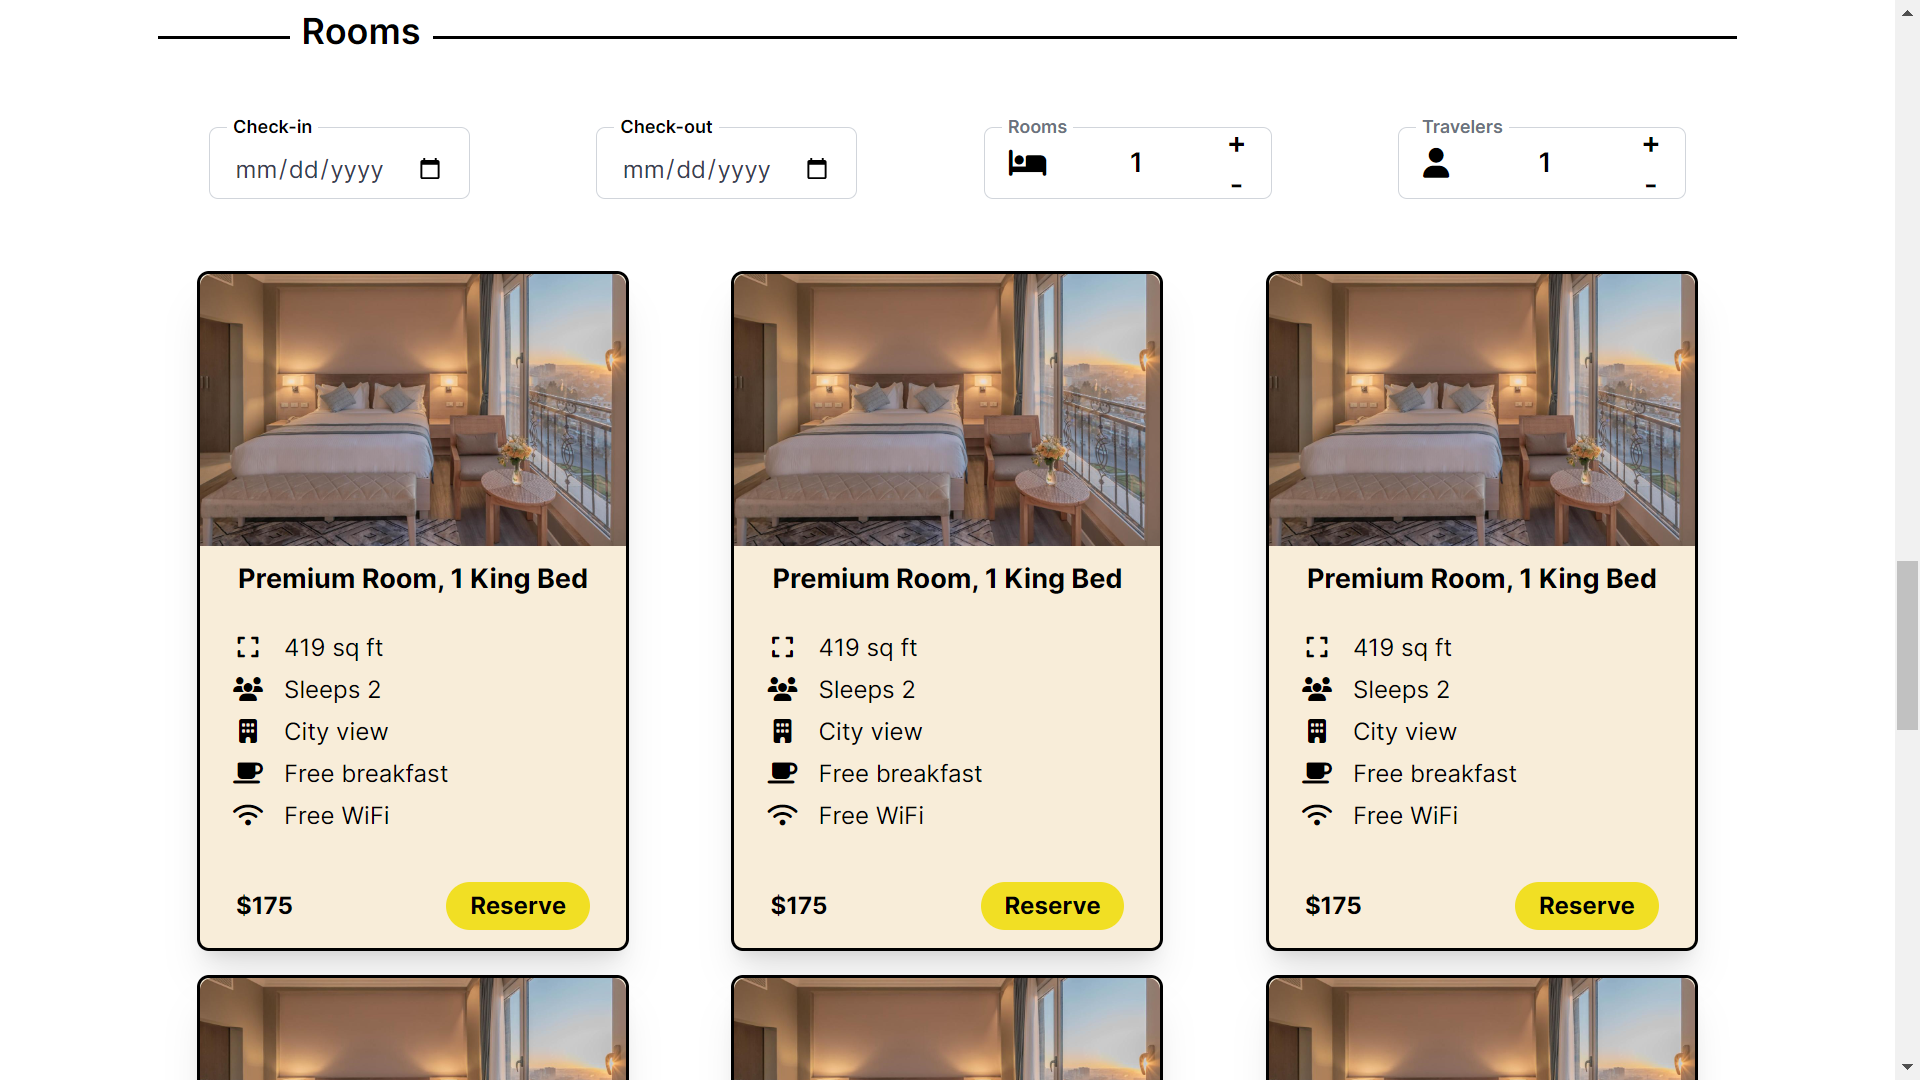 Rooms
Check-in
mm/dd/yyyy
Check-out
mm/dd/yyyy
Rooms
1
+
-
Travelers
1
+
-
Premium Room, 1 King Bed
419 sq ft
Sleeps 2
City view
Free breakfast
Free WiFi
$175
Reserve
Premium Room, 1 King Bed
419 sq ft
Sleeps 2
City view
Free breakfast
Free WiFi
$175
Reserve
Premium Room, 1 King Bed
419 sq ft
Sleeps 2
City view
Free breakfast
Free WiFi
$175
Reserve